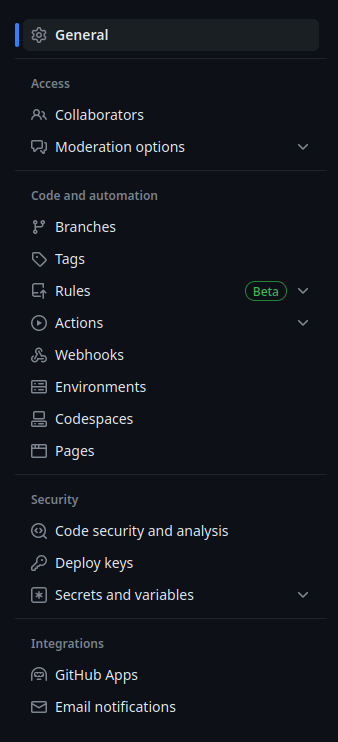 General
Access
Collaborators
Moderation options
Code and automation
Branches
Tags
Rules Beta
Actions
Webhooks
Environments
Codespaces
Pages
Security
Code security and analysis
Deploy keys
Secrets and variables
Integrations
GitHub Apps
Email notifications